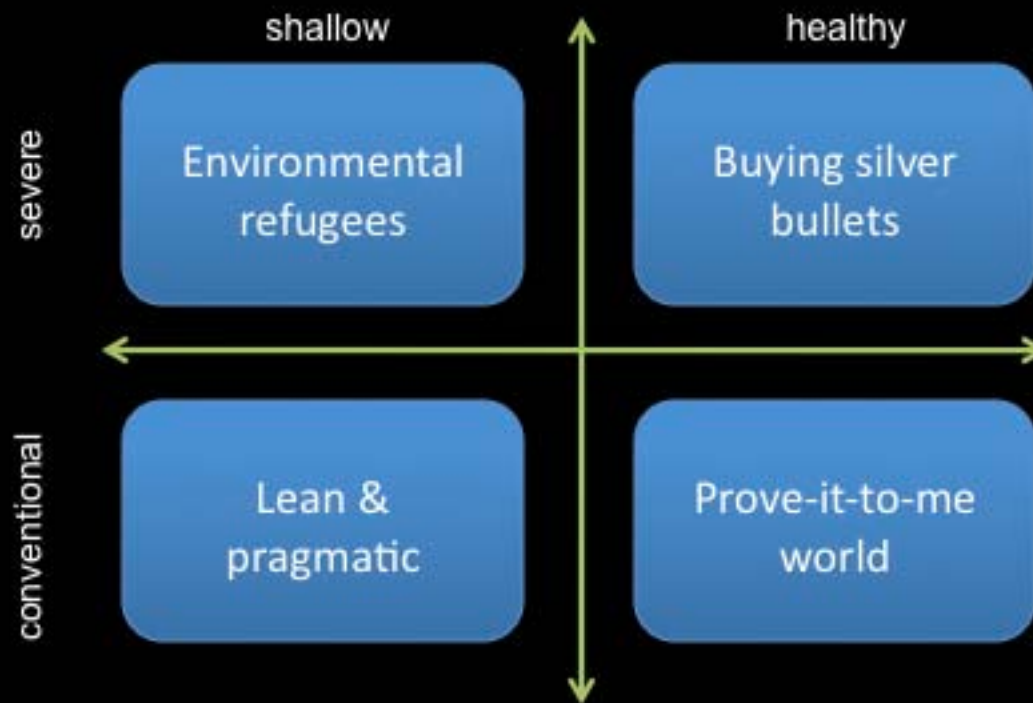 shallow
healthy
severe
Environmental
refugees
Buying silver
bullets
conventional
Lean &
pragmatic
Prove-it-to-me
world